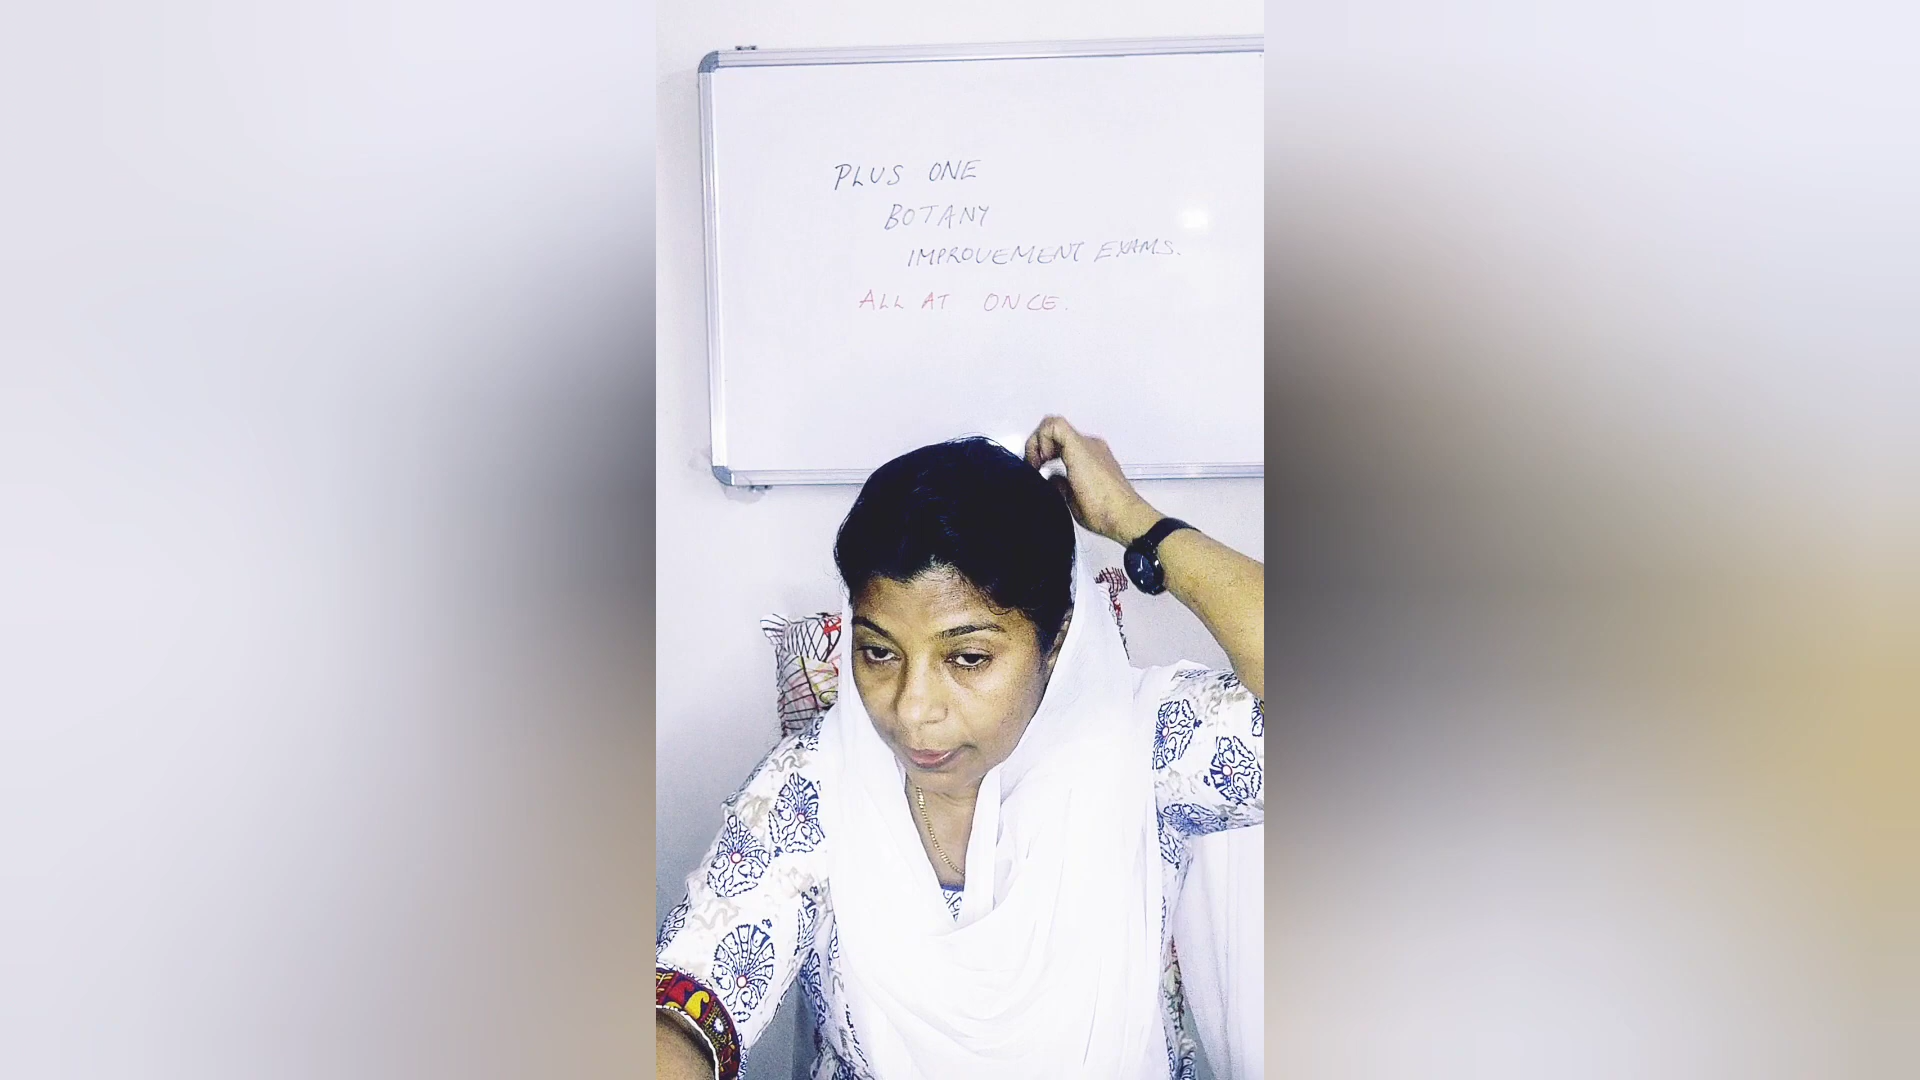 PLUS ONE
BOTANY
IMPROVEMENT EXAMS.
ALL AT ONCE.